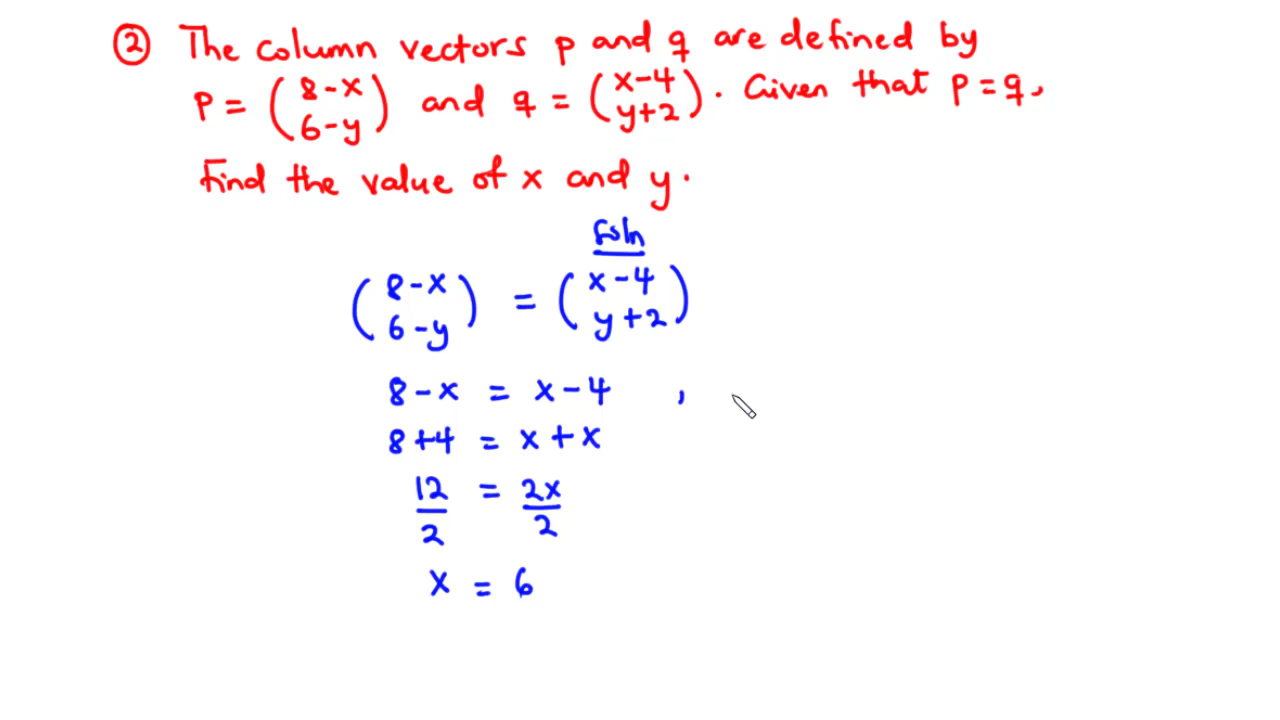 ② The column vectors p and q are defined by
p = (8-x 6-y) and q = (x-4 y+2). Given that p=q,
Find the value of x and y.
Soln
(8-x 6-y) = (x-4 y+2)
8-x = x-4 ,
8+4 = x+x
12/2 = 2x/2
x = 6